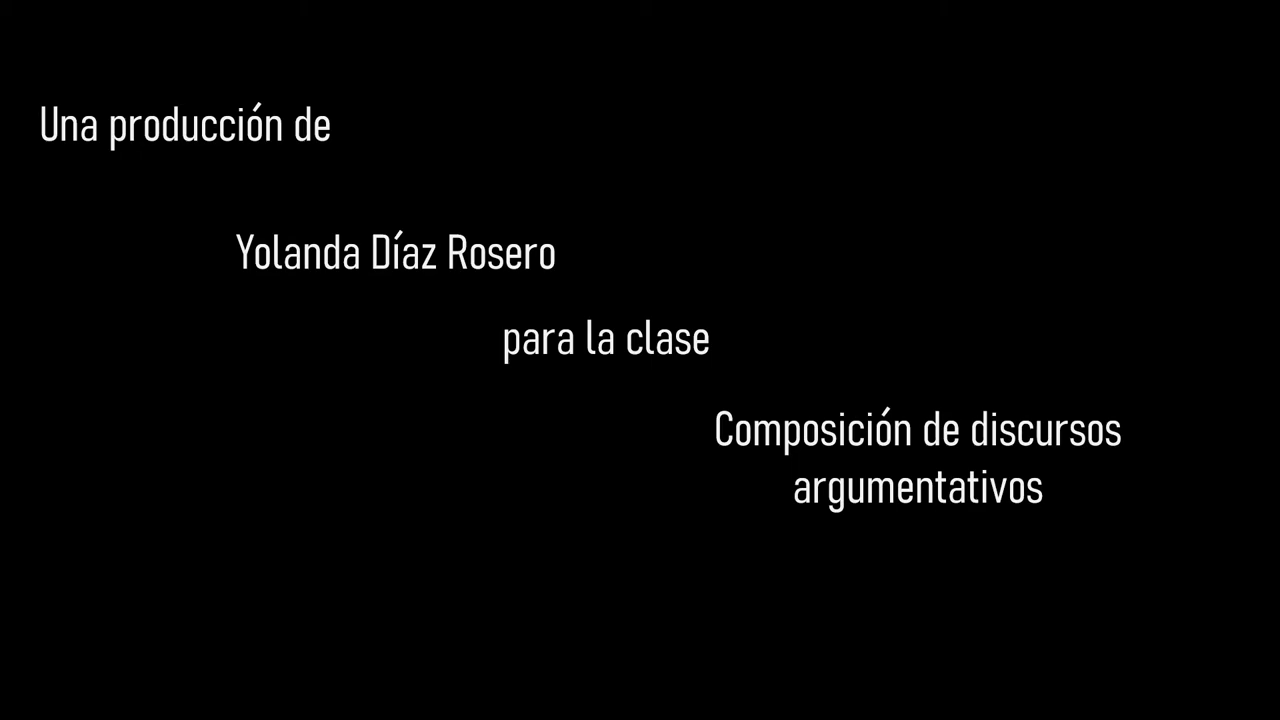 Una producción de
Yolanda Díaz Rosero
para la clase
Composición de discursos
argumentativos